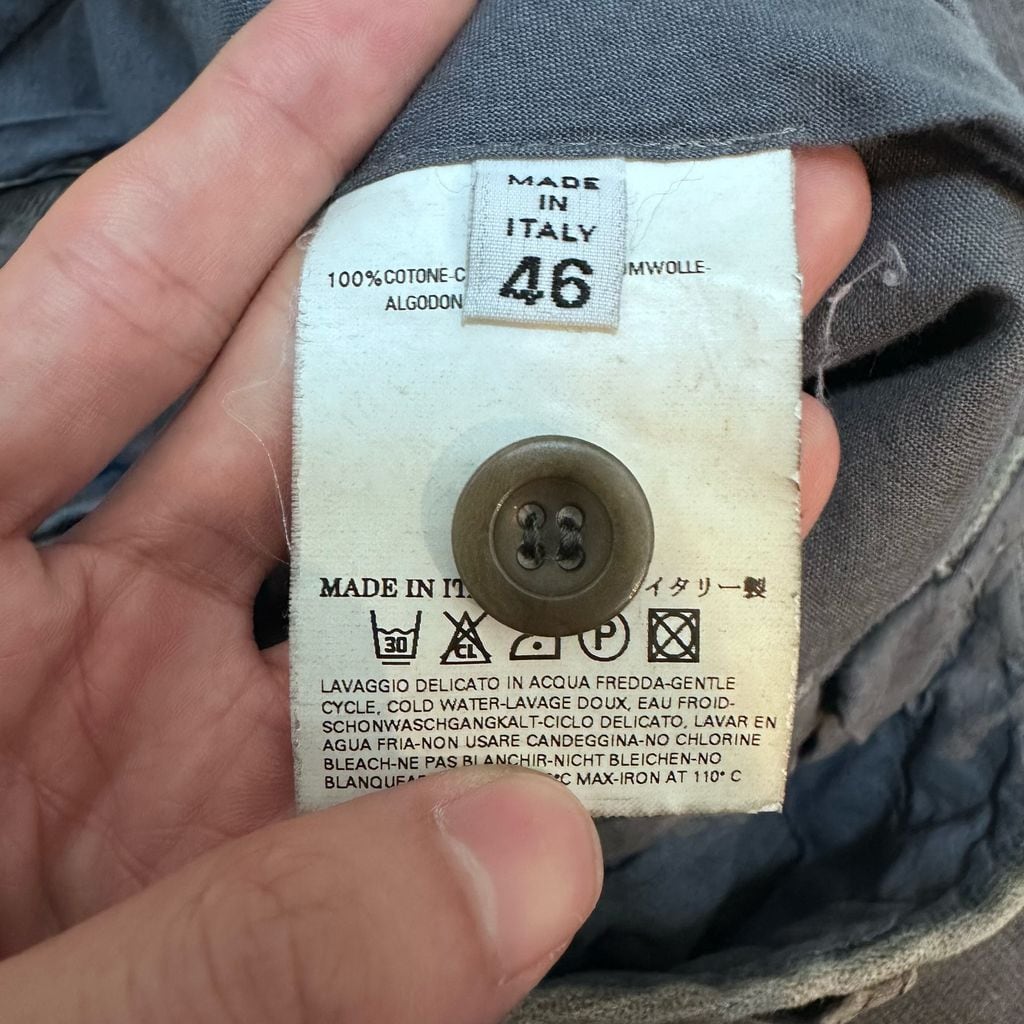 MADE
IN
ITALY
46
100%COTONE-C
MWOLLE-
ALGODON
MADE IN
イタリー製
30
CL
P
LAVAGGIO DELICATO IN ACQUA FREDDA-GENTLE
CYCLE, COLD WATER-LAVAGE DOUX, EAU FROID-
SCHONWASCHGANGKALT-CICLO DELICATO, LAVAR EN
AGUA FRIA-NON USARE CANDEGGINA-NO CHLORINE
BLEACH-NE PAS BLANCHIR-NICHT BLEICHEN-NO
°C MAX-IRON AT 110° C